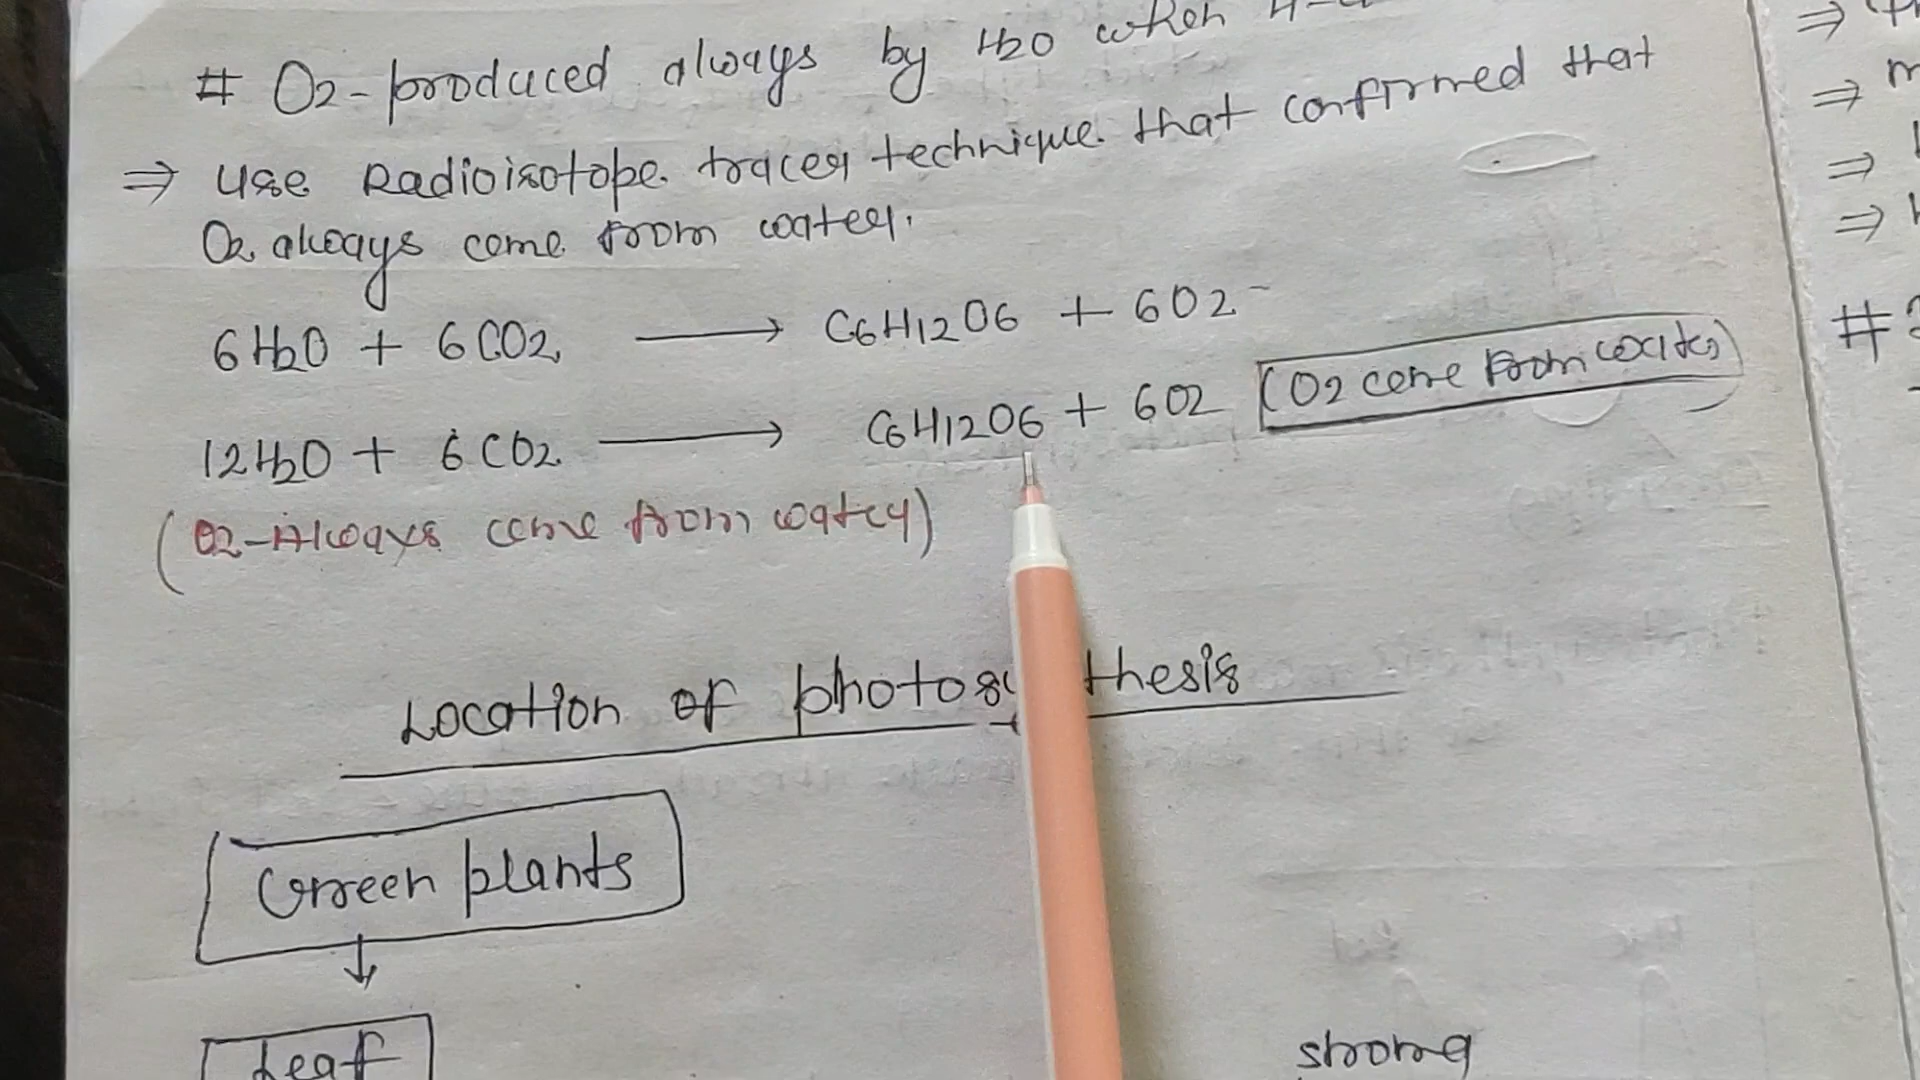 # O2-produced always by H2O when
⇒ Use Radioisotope tracer technique that confirmed that
O2 always come from water.
6H2O + 6CO2 → C6H12O6 + 6O2
12H2O + 6CO2 → C6H12O6 + 6O2 (O2 come from water)
(O2-Always come from water)
Location of photosy thesis
Green plants
↓
Leaf
strong
⇒
⇒ m
⇒
⇒
#